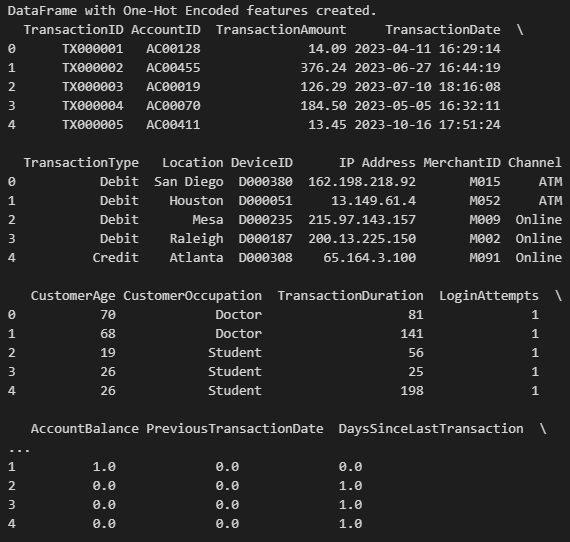 DataFrame with One-Hot Encoded features created.
TransactionID AccountID TransactionAmount TransactionDate \
0 TX000001 AC00128 14.09 2023-04-11 16:29:14
1 TX000002 AC00455 376.24 2023-06-27 16:44:19
2 TX000003 AC00019 126.29 2023-07-10 18:16:08
3 TX000004 AC00070 184.50 2023-05-05 16:32:11
4 TX000005 AC00411 13.45 2023-10-16 17:51:24
TransactionType Location DeviceID IP Address MerchantID Channel
0 Debit San Diego D000380 162.198.218.92 M015 ATM
1 Debit Houston D000051 13.149.61.4 M052 ATM
2 Debit Mesa D000235 215.97.143.157 M009 Online
3 Debit Raleigh D000187 200.13.225.150 M002 Online
4 Credit Atlanta D000308 65.164.3.100 M091 Online
CustomerAge CustomerOccupation TransactionDuration LoginAttempts \
0 70 Doctor 81 1
1 68 Doctor 141 1
2 19 Student 56 1
3 26 Student 25 1
4 26 Student 198 1
AccountBalance PreviousTransactionDate DaysSinceLastTransaction \
...
1 1.0 0.0 0.0
2 0.0 0.0 1.0
3 0.0 0.0 1.0
4 0.0 0.0 1.0